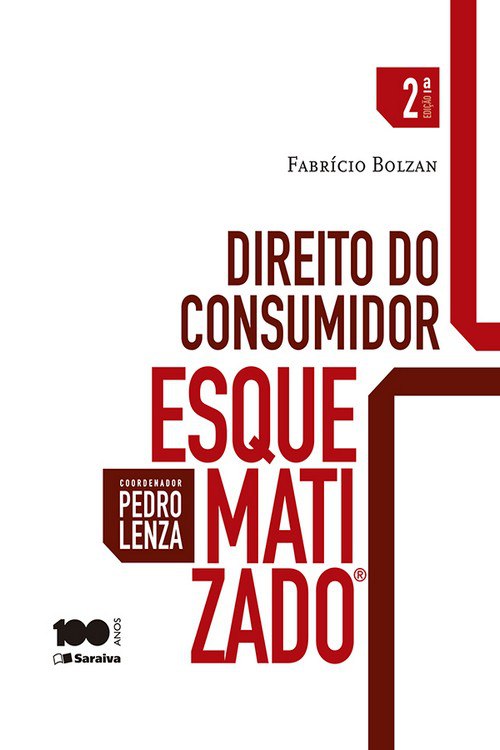 2ª
EDIÇÃO
FABRÍCIO BOLZAN
DIREITO DO
CONSUMIDOR
ESQUE
MATI
ZADO®
COORDENADOR
PEDRO
LENZA
100 ANOS
Saraiva